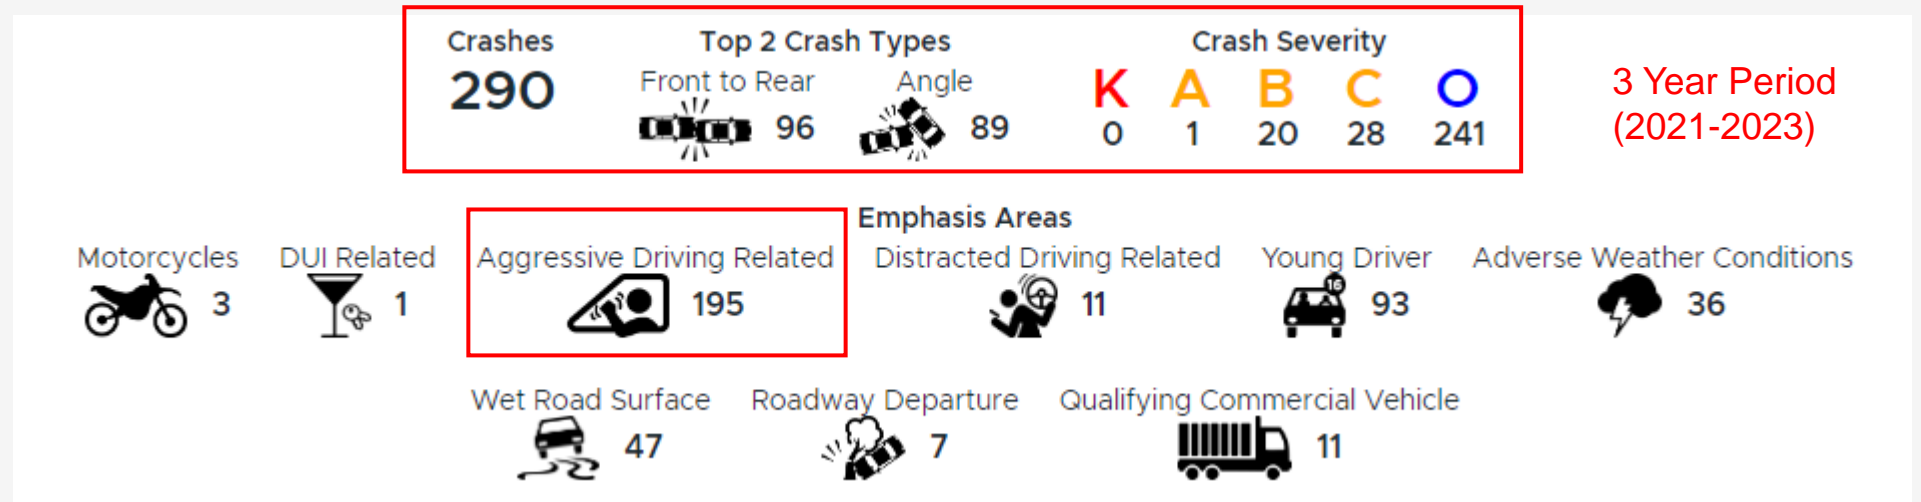 Crashes
290
Top 2 Crash Types
Front to Rear
96
Angle
89
Crash Severity
K A B C O
0 1 20 28 241
3 Year Period
(2021-2023)
Emphasis Areas
Motorcycles
3
DUI Related
1
Aggressive Driving Related
195
Distracted Driving Related
11
Young Driver
16
93
Adverse Weather Conditions
36
Wet Road Surface
47
Roadway Departure
7
Qualifying Commercial Vehicle
11